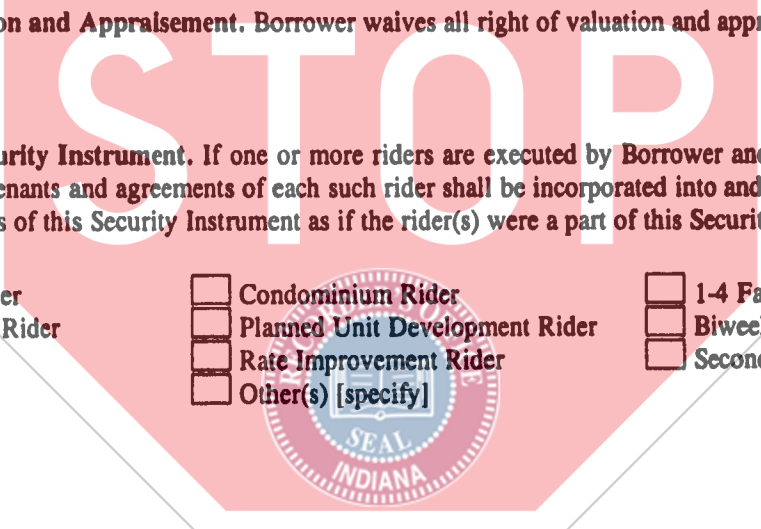 on and Appraisement. Borrower waives all right of valuation and appr
STOP
urity Instrument. If one or more riders are executed by Borrower and
enants and agreements of each such rider shall be incorporated into and
s of this Security Instrument as if the rider(s) were a part of this Securit
er Condominium Rider 1-4 Fa
Rider Planned Unit Development Rider Biweek
Rate Improvement Rider Second
Other(s) [specify]
RECORDER'S OFFICE
SEAL
INDIANA